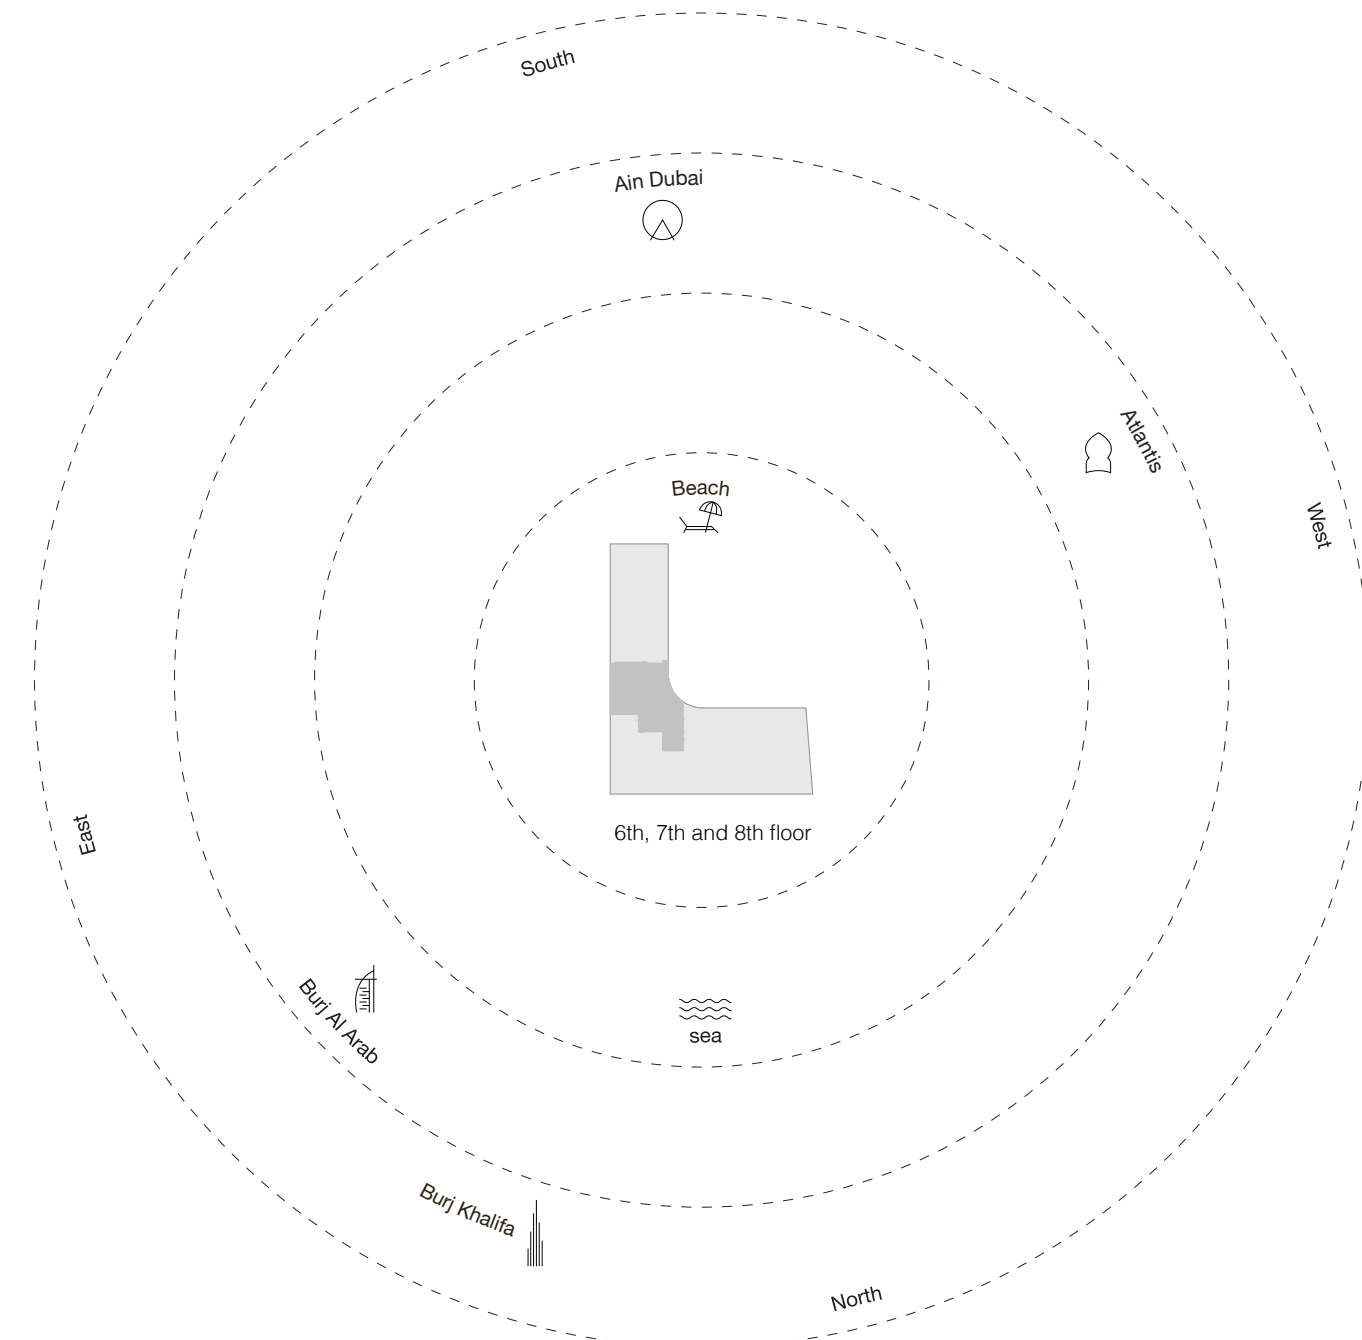 South
Ain Dubai
Atlantis
Beach
West
East
6th, 7th and 8th floor
Burj Al Arab
sea
Burj Khalifa
North